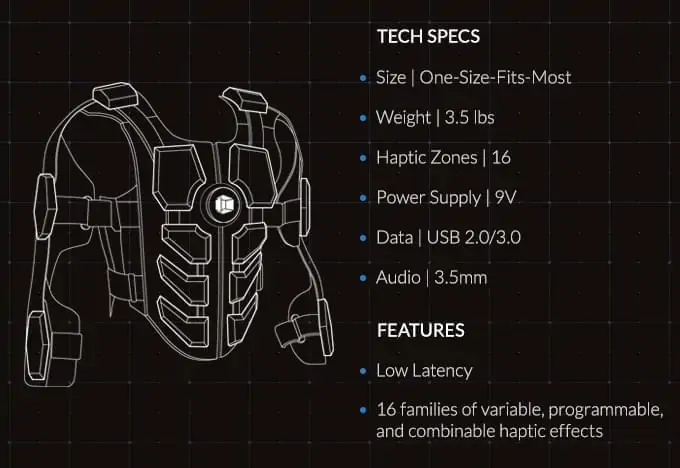 TECH SPECS
Size | One-Size-Fits-Most
Weight | 3.5 lbs
Haptic Zones | 16
Power Supply | 9V
Data | USB 2.0/3.0
Audio | 3.5mm
FEATURES
Low Latency
16 families of variable, programmable,
and combinable haptic effects